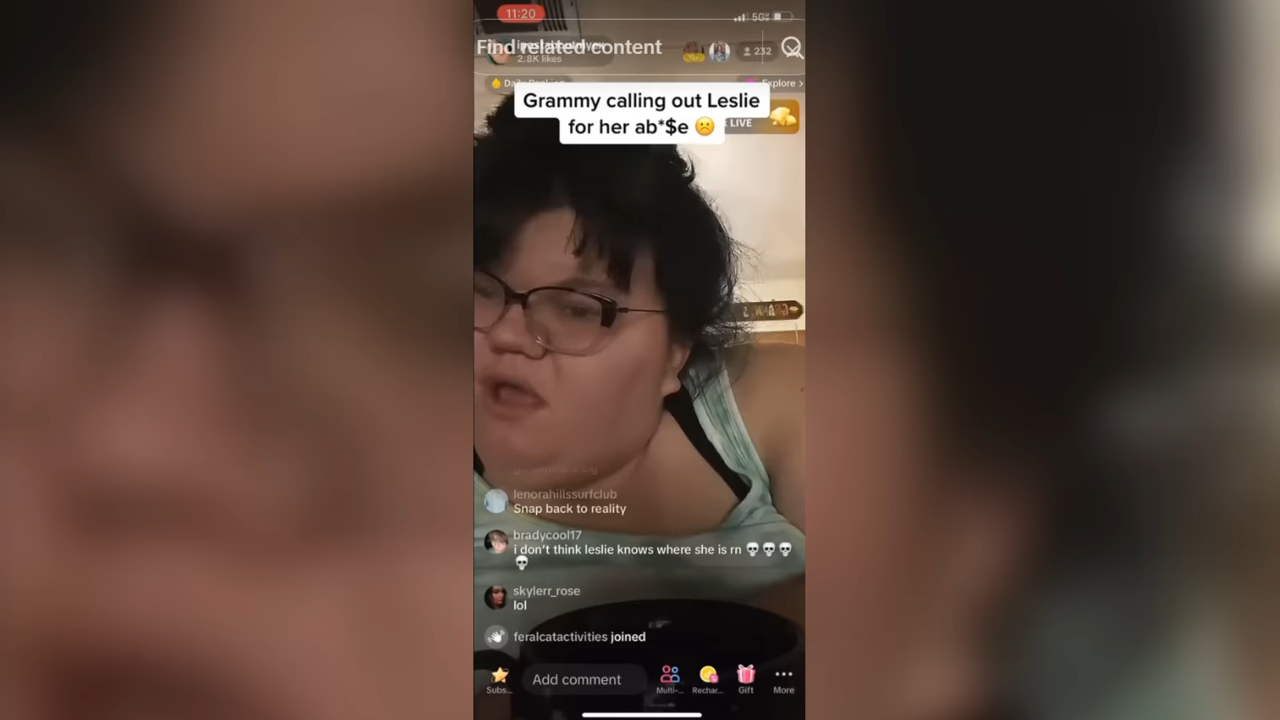 11:20
5G
Find related content
2.8K likes
232
Explore >
Grammy calling out Leslie
for her ab*$e ☹️
LIVE
lenorahillssurfclub
Snap back to reality
bradycool17
i don't think leslie knows where she is rn 💀💀💀
💀
skylerr_rose
lol
feralcatactivities joined
Add comment
Subs...
Multi-...
Rechar...
Gift
More